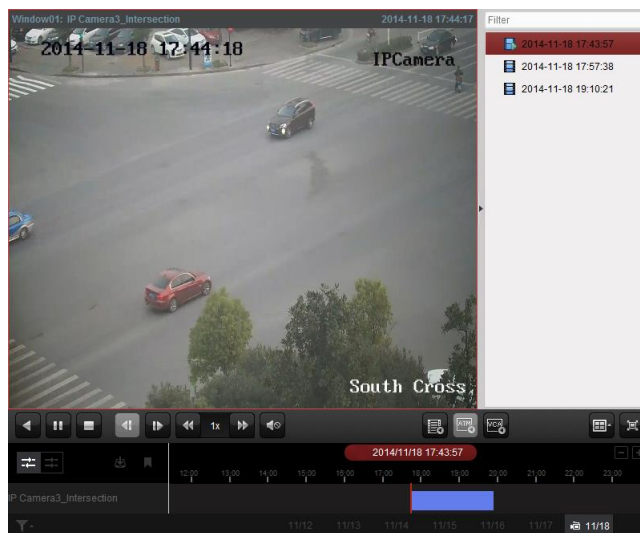 Window01: IP Camera3_Intersection 2014-11-18 17:44:17
Filter
2014-11-18 17:44:18
IPCamera
2014-11-18 17:43:57
2014-11-18 17:57:38
2014-11-18 19:10:21
South Cross
1x
ATM
VCA
2014/11/18 17:43:57
12:00 13:00 14:00 15:00 16:00 17:00 18:00 19:00 20:00 21:00 22:00 23:00
IP Camera3_Intersection
11/12 11/13 11/14 11/15 11/16 11/17 11/18